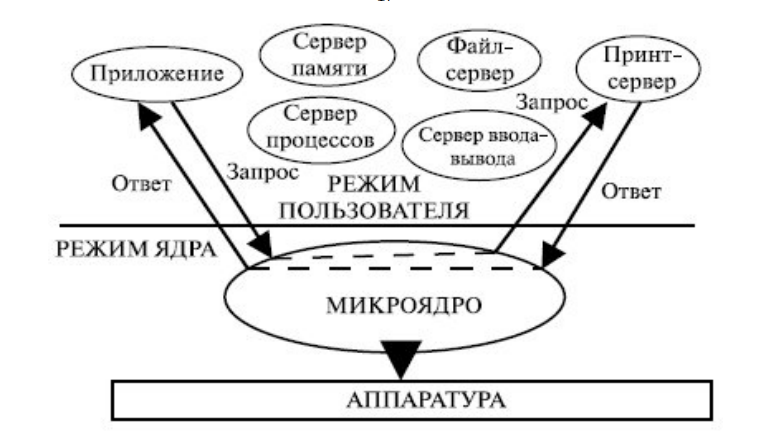 Приложение
Сервер
памяти
Файл-
сервер
Принт-
сервер
Сервер
процессов
Сервер ввода-
вывода
Запрос
Запрос
Ответ
Ответ
РЕЖИМ
ПОЛЬЗОВАТЕЛЯ
РЕЖИМ ЯДРА
МИКРОЯДРО
АППАРАТУРА